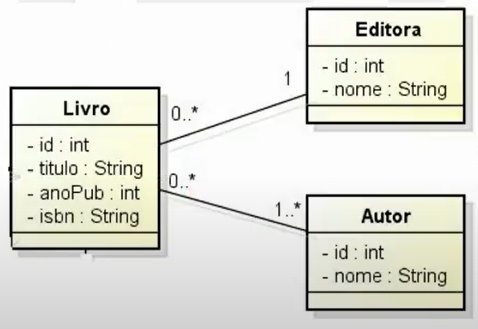 Editora
- id : int
- nome : String
1
0..*
Livro
- id : int
- titulo : String
- anoPub : int
- isbn : String
0..*
1..*
Autor
- id : int
- nome : String